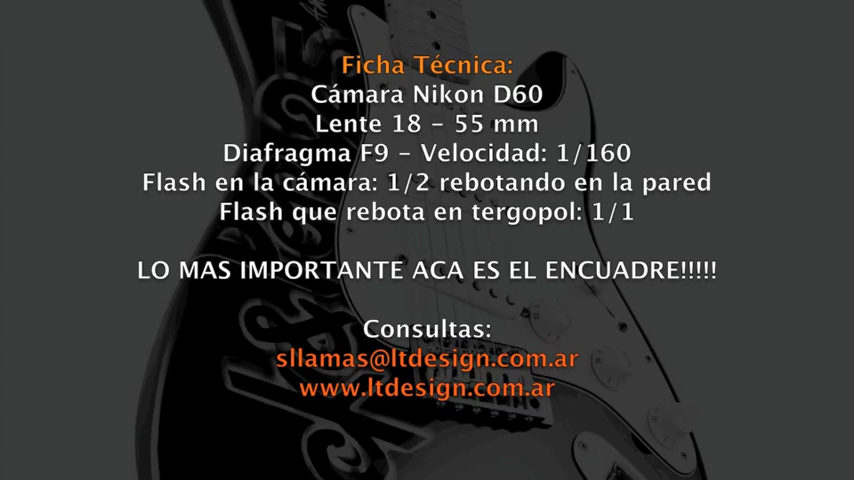 Ficha Técnica:
Cámara Nikon D60
Lente 18 - 55 mm
Diafragma F9 - Velocidad: 1/160
Flash en la cámara: 1/2 rebotando en la pared
Flash que rebota en tergopol: 1/1
LO MAS IMPORTANTE ACA ES EL ENCUADRE!!!!!
Consultas:
sllamas@ltdesign.com.ar
www.ltdesign.com.ar